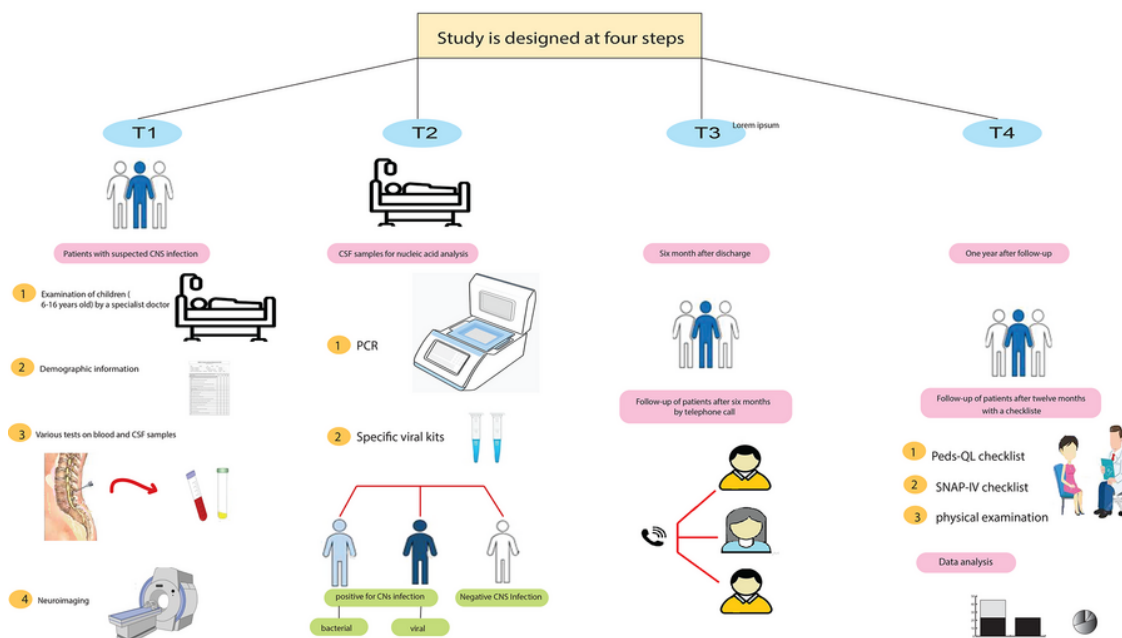 Study is designed at four steps
T1
Patients with suspected CNS infection
1
Examination of children (
6-16 years old) by a specialist doctor
2
Demographic information
3
Various tests on blood and CSF samples
4
Neuroimaging
T2
CSF samples for nucleic acid analysis
1
PCR
2
Specific viral kits
positive for CNs infection
Negative CNS Infection
bacterial
viral
T3
Lorem ipsum
Six month after discharge
Follow-up of patients after six months
by telephone call
T4
One year after follow-up
Follow-up of patients after twelve months
with a checkliste
1
Peds-QL checklist
2
SNAP-IV checklist
3
physical examination
Data analysis